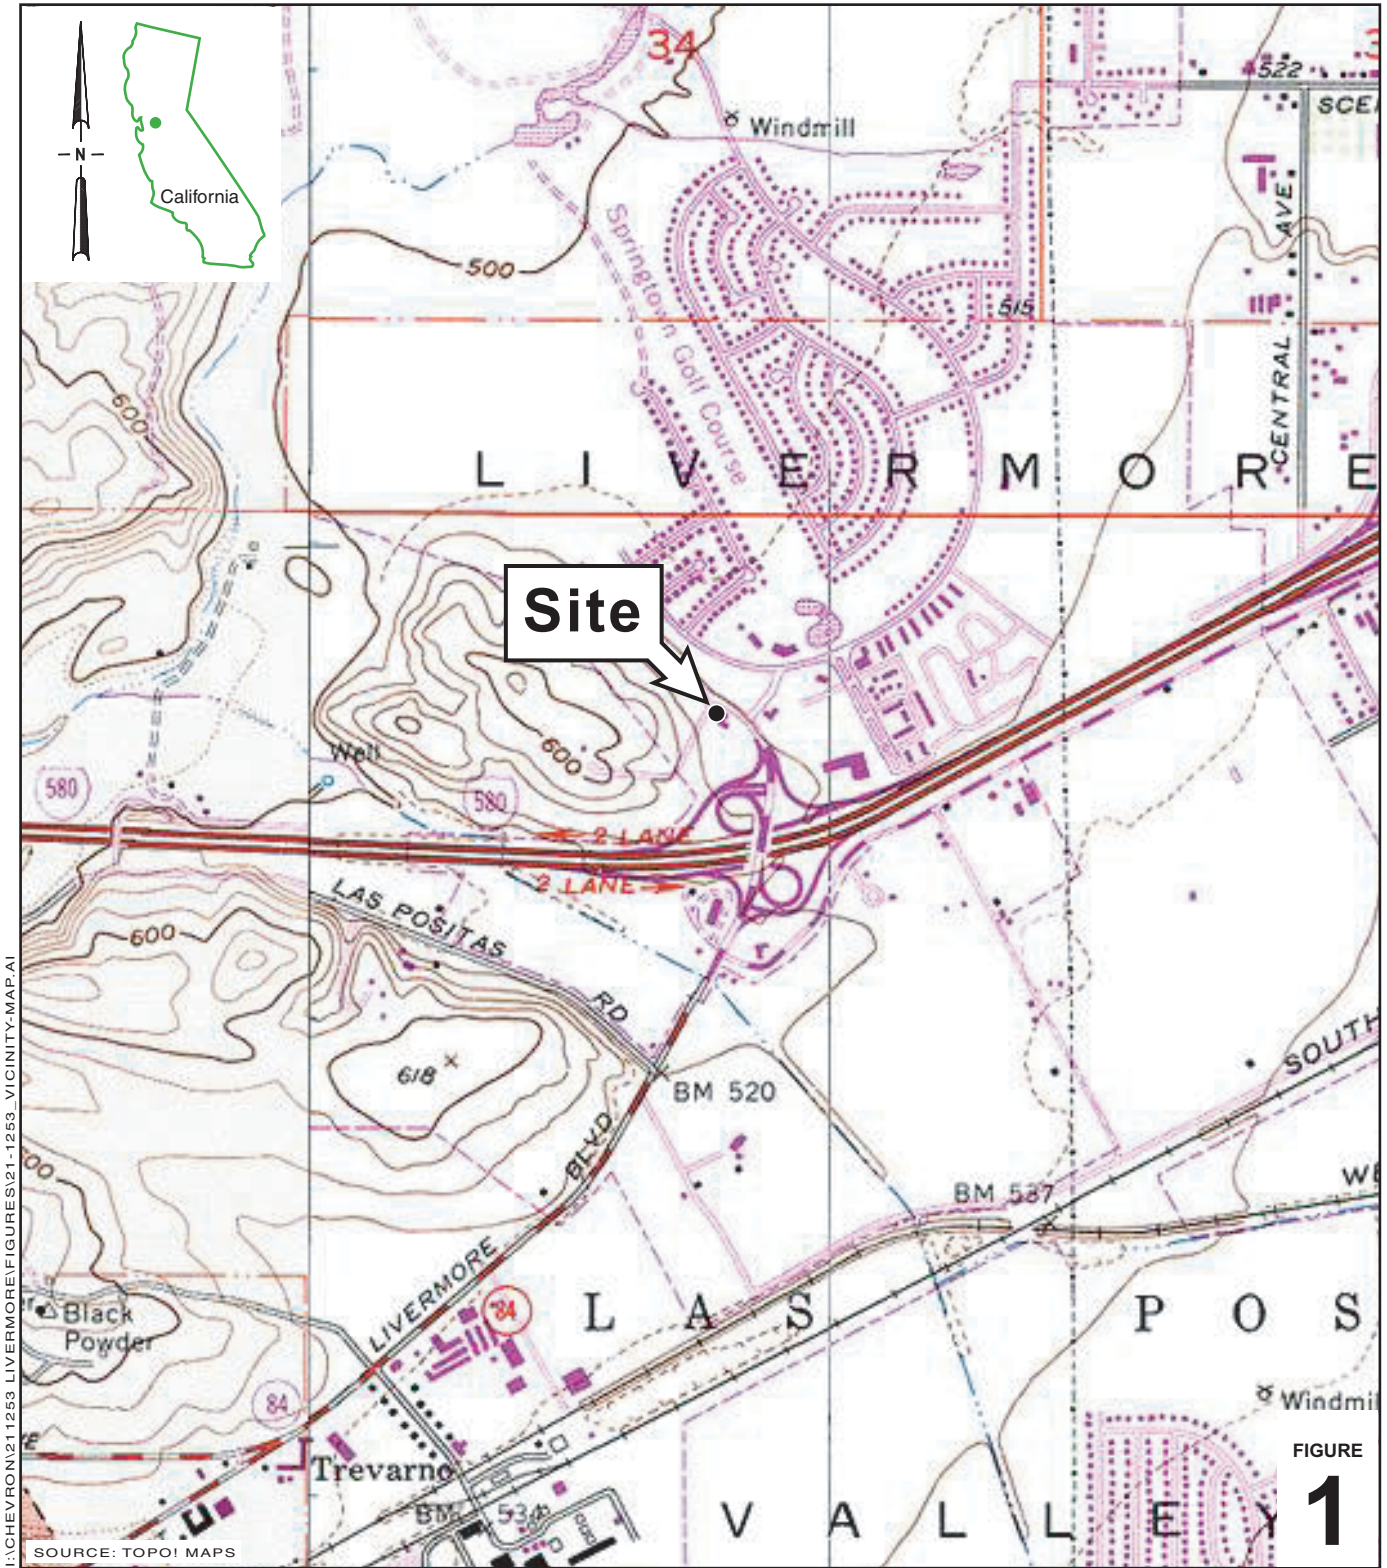 34
Windmill
522
SCE
N
California
AVE
500
Springtown Golf Course
515
600
CENTRAL
L I V E R M O R E
Site
Well
600
580
580
2 LANE
2 LANE
LAS POSITAS
RD
600
618
SOUTH
BM 520
BLVD
BM 537
WE
LIVERMORE
84
L A S P O S
Black
Powder
84
Windmil
FIGURE
1
Trevarno
BM 534
V A L L E Y
SOURCE: TOPO! MAPS
I:\CHEVRON\211253 LIVERMORE\FIGURES\21-1253_VICINITY-MAP.AI